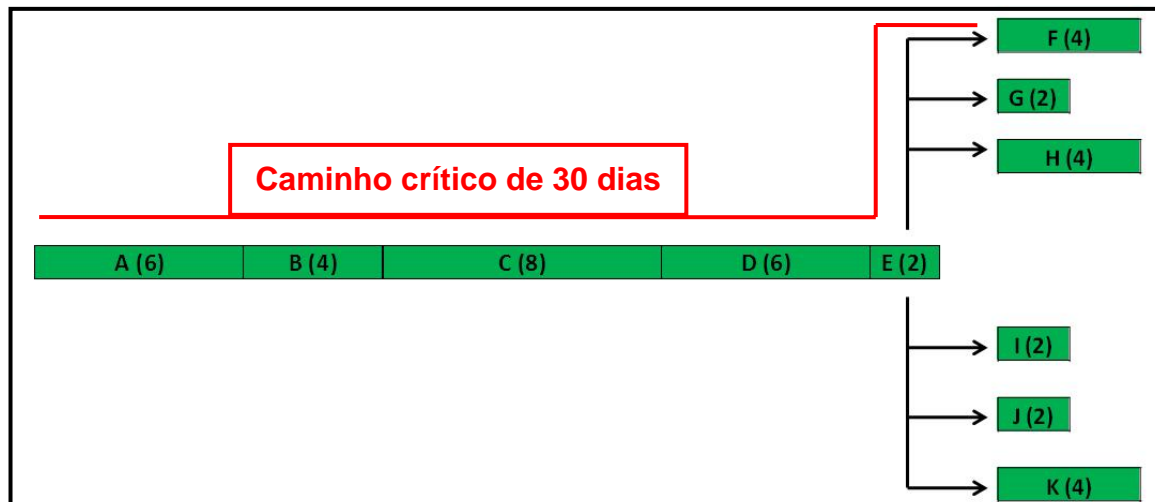 F (4)
G (2)
H (4)
Caminho crítico de 30 dias
A (6) B (4) C (8) D (6) E (2)
I (2)
J (2)
K (4)